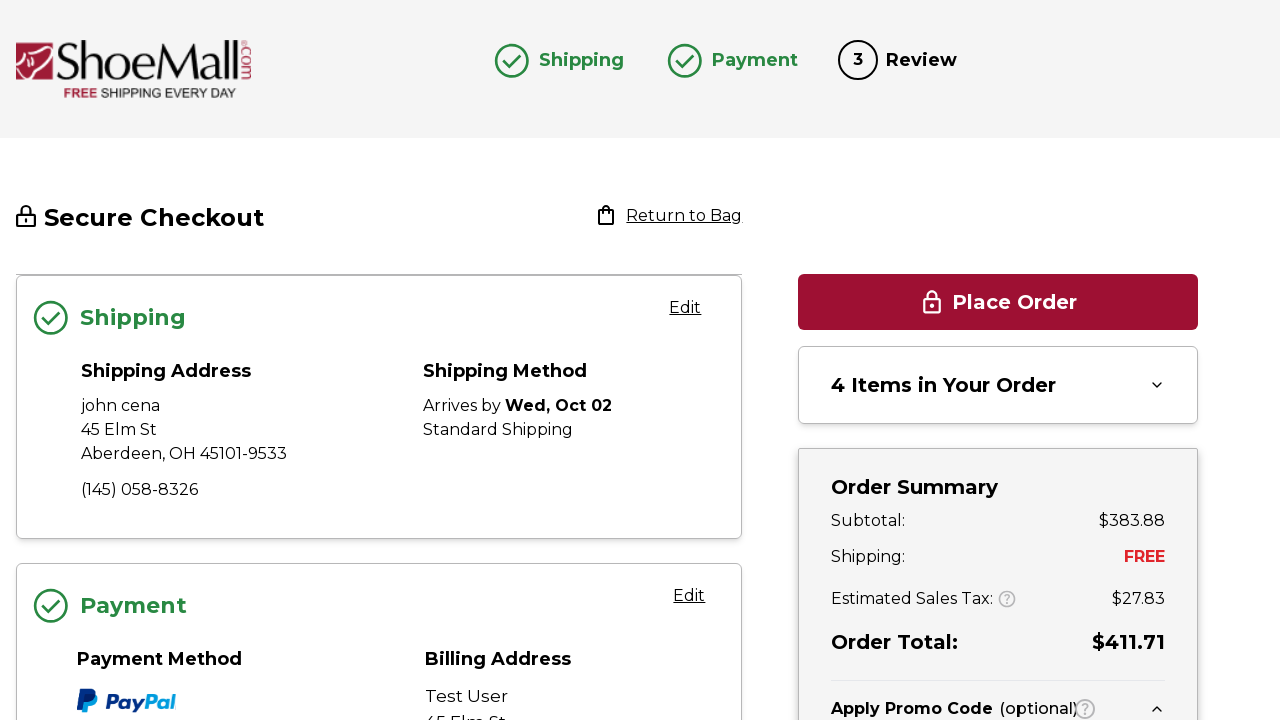 ShoeMall.com
FREE SHIPPING EVERY DAY
Shipping
Payment
3 Review
Secure Checkout
Return to Bag
Shipping
Edit
Shipping Address
john cena
45 Elm St
Aberdeen, OH 45101-9533
(145) 058-8326
Shipping Method
Arrives by Wed, Oct 02
Standard Shipping
Payment
Edit
Payment Method
PayPal
Billing Address
Test User
45 Elm St
Place Order
4 Items in Your Order
Order Summary
Subtotal: $383.88
Shipping: FREE
Estimated Sales Tax: ? $27.83
Order Total: $411.71
Apply Promo Code (optional) ?